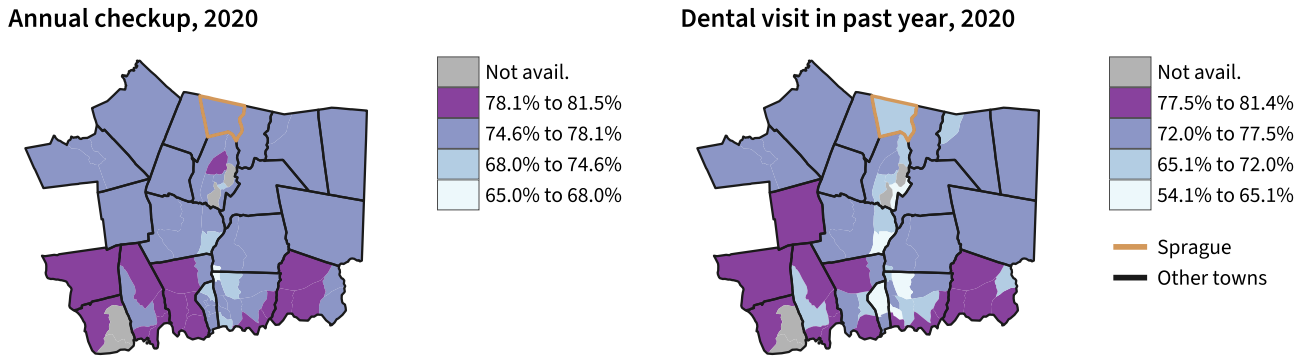 Annual checkup, 2020
Not avail.
78.1% to 81.5%
74.6% to 78.1%
68.0% to 74.6%
65.0% to 68.0%
Dental visit in past year, 2020
Not avail.
77.5% to 81.4%
72.0% to 77.5%
65.1% to 72.0%
54.1% to 65.1%
Sprague
Other towns